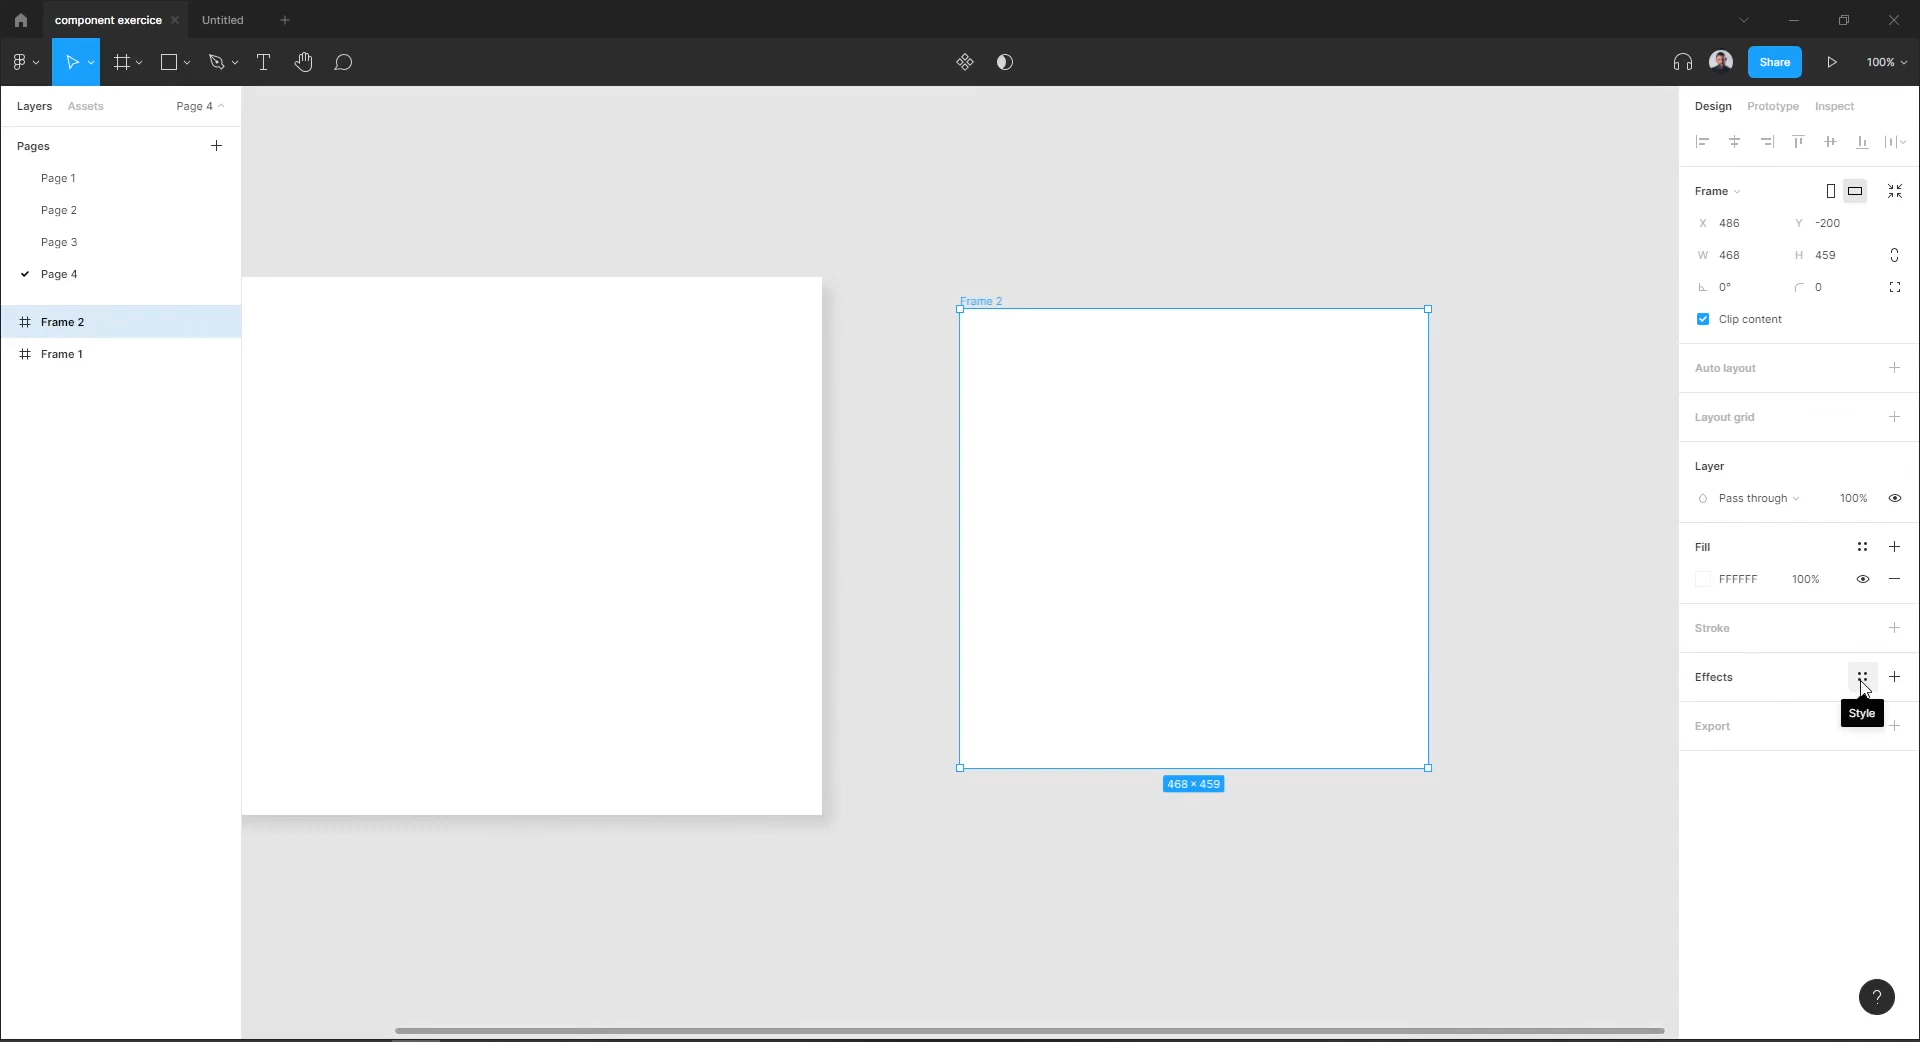 component exercice
Untitled
Share
100%
Layers
Assets
Page 4
Pages
Page 1
Page 2
Page 3
Page 4
Frame 2
Frame 1
Frame 2
468 × 459
Design
Prototype
Inspect
Frame
X 486 Y -200
W 468 H 459
0° 0
Clip content
Auto layout
Layout grid
Layer
Pass through 100%
Fill
FFFFFF 100%
Stroke
Effects
Style
Export
?